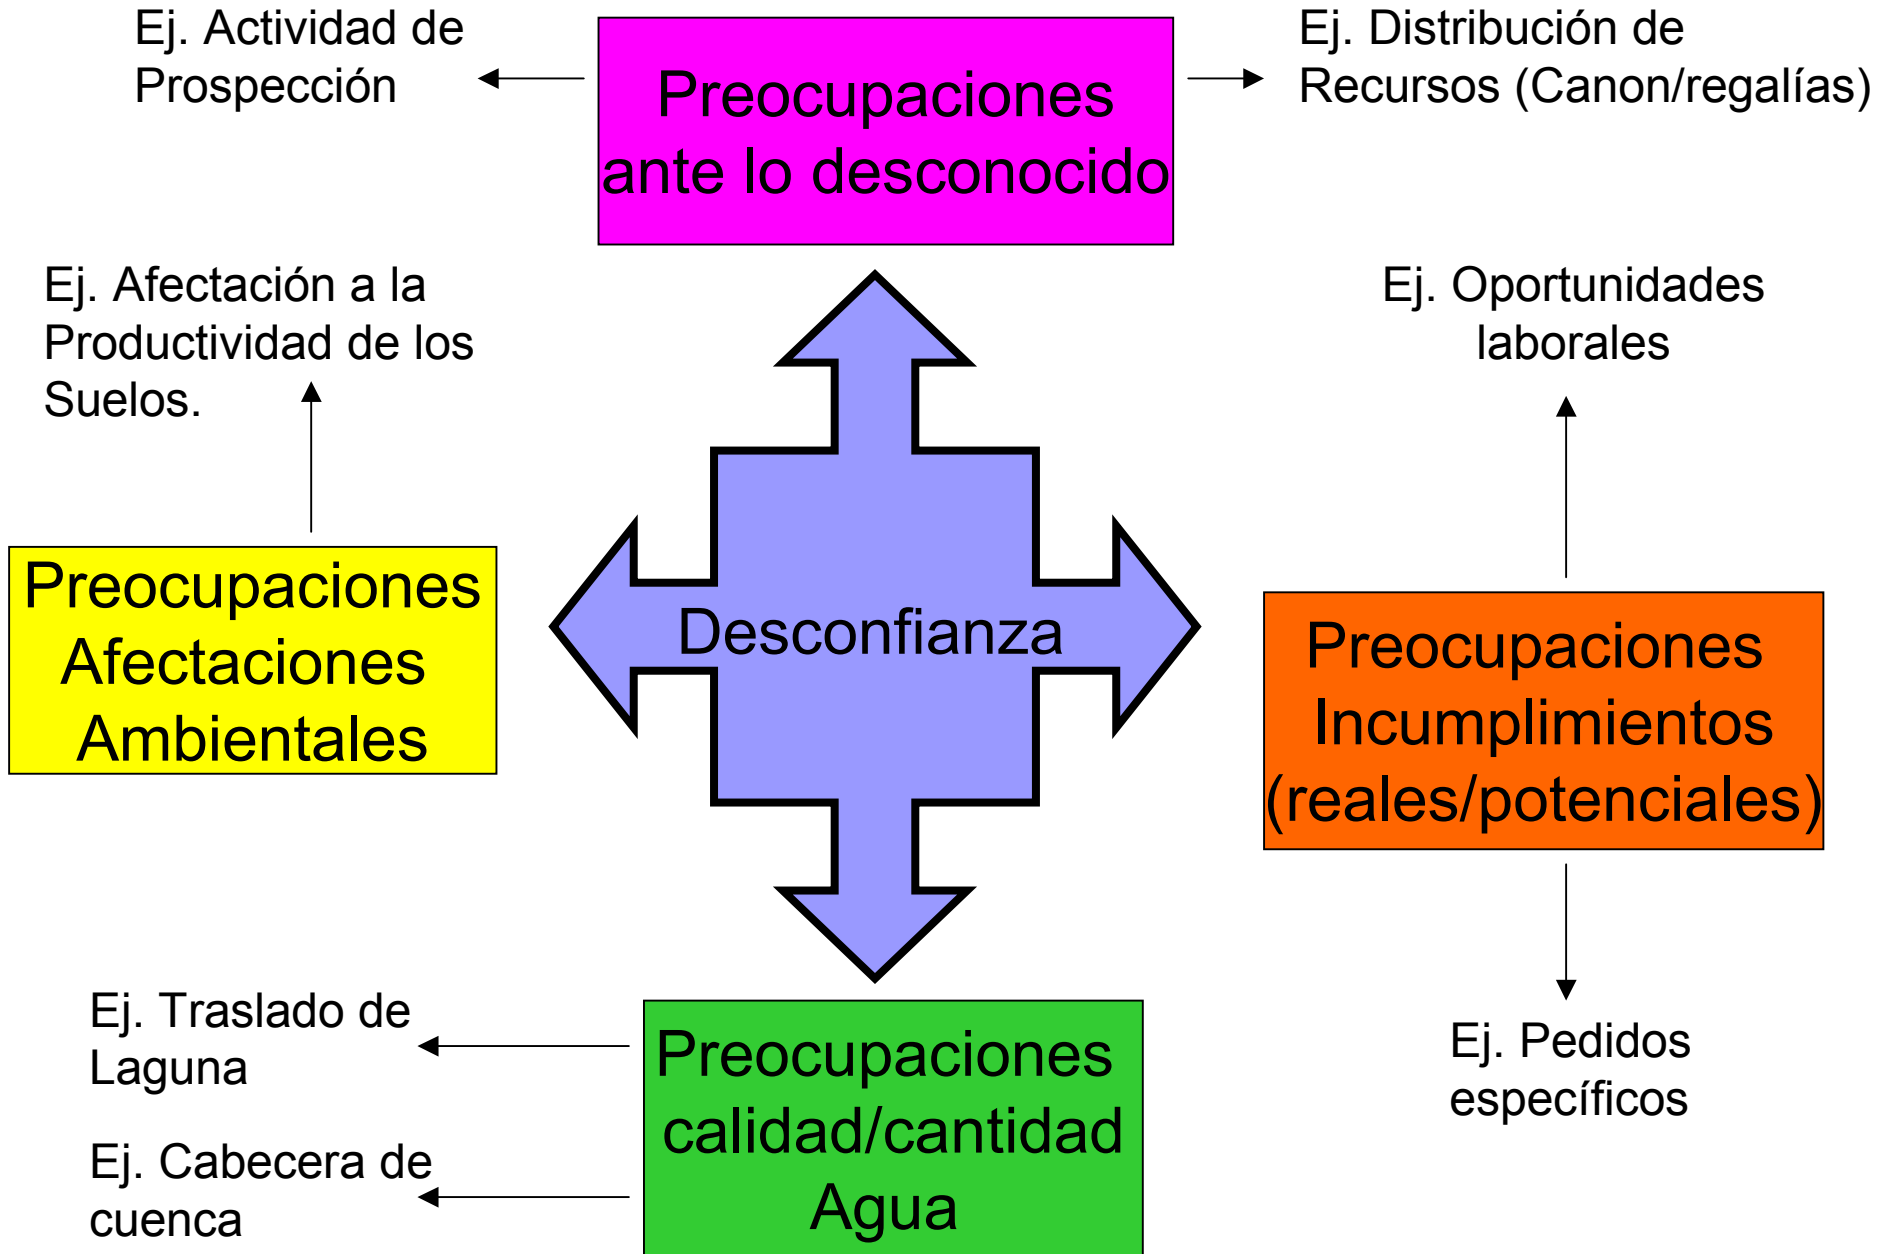 Ej. Actividad de
Prospección
Preocupaciones
ante lo desconocido
Ej. Distribución de
Recursos (Canon/regalías)
Ej. Afectación a la
Productividad de los
Suelos.
Ej. Oportunidades
laborales
Preocupaciones
Afectaciones
Ambientales
Desconfianza
Preocupaciones
Incumplimientos
(reales/potenciales)
Ej. Traslado de
Laguna
Ej. Cabecera de
cuenca
Preocupaciones
calidad/cantidad
Agua
Ej. Pedidos
específicos